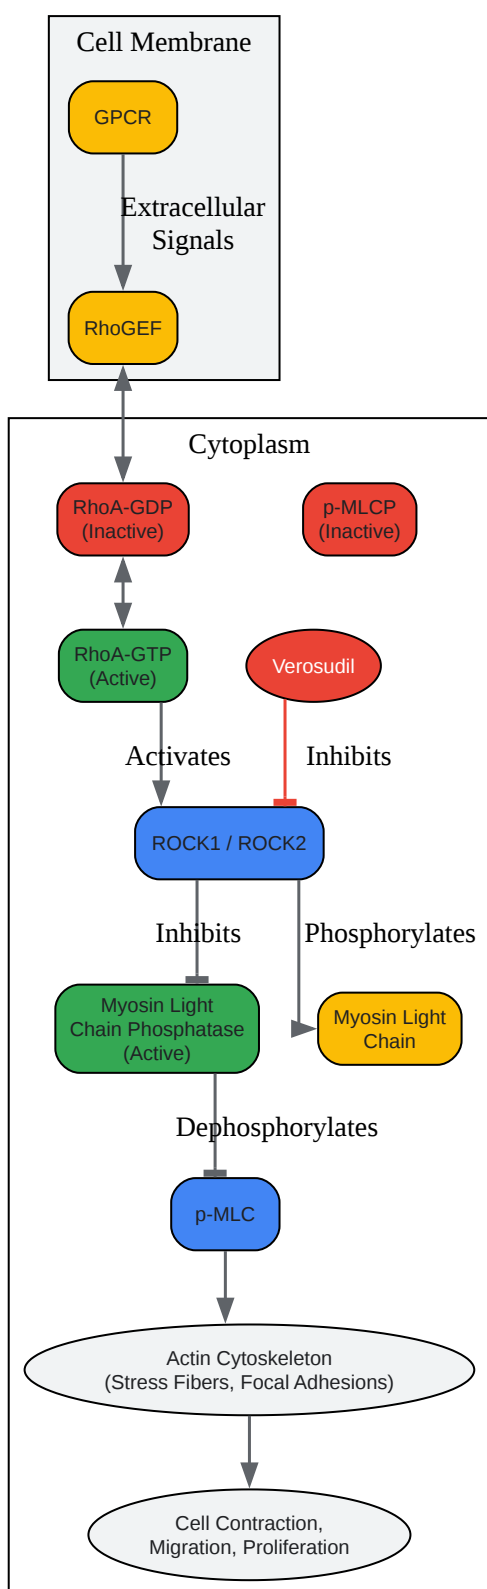 Cell Membrane
GPCR
Extracellular
Signals
RhoGEF
Cytoplasm
RhoA-GDP
(Inactive)
p-MLCP
(Inactive)
RhoA-GTP
(Active)
Verosudil
Activates
Inhibits
ROCK1 / ROCK2
Inhibits
Phosphorylates
Myosin Light
Chain Phosphatase
(Active)
Myosin Light
Chain
Dephosphorylates
p-MLC
Actin Cytoskeleton
(Stress Fibers, Focal Adhesions)
Cell Contraction,
Migration, Proliferation